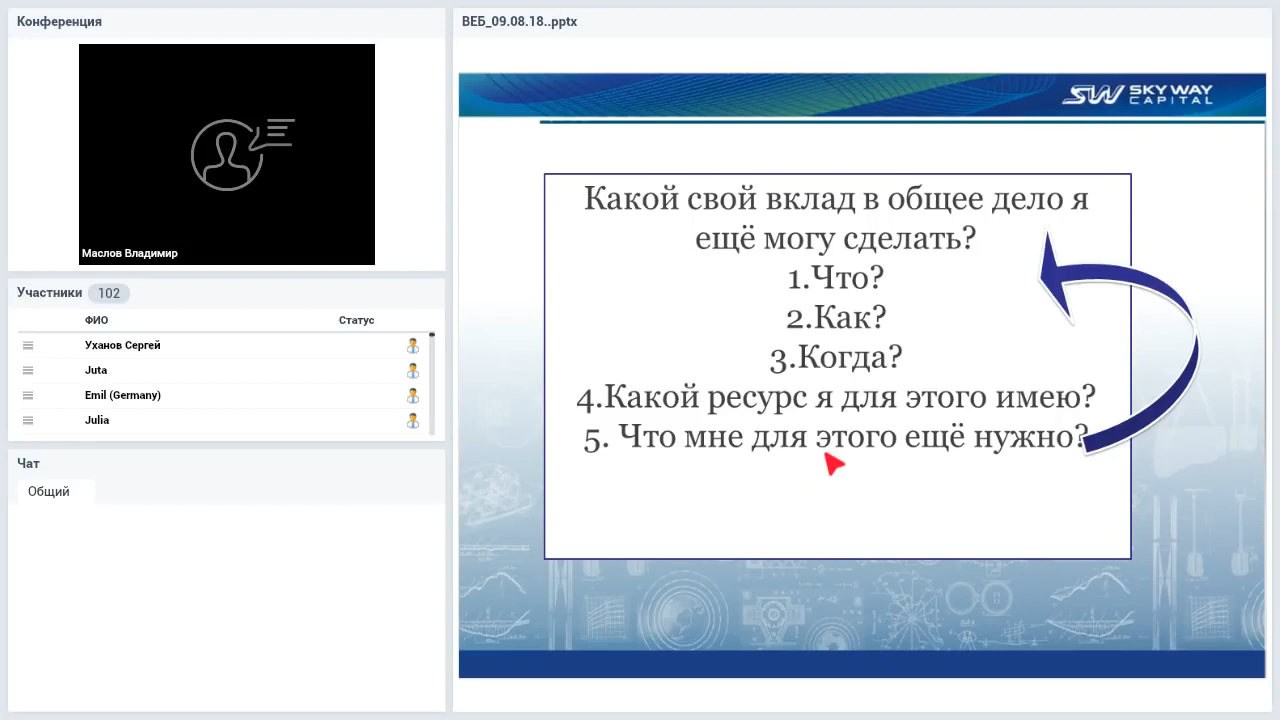 Конференция
Маслов Владимир
Участники 102
ФИО Статус
Уханов Сергей
Juta
Emil (Germany)
Julia
Чат
Общий
ВЕБ_09.08.18..pptx
SW SKY WAY
CAPITAL
Какой свой вклад в общее дело я
ещё могу сделать?
1.Что?
2.Как?
3.Когда?
4.Какой ресурс я для этого имею?
5. Что мне для этого ещё нужно?